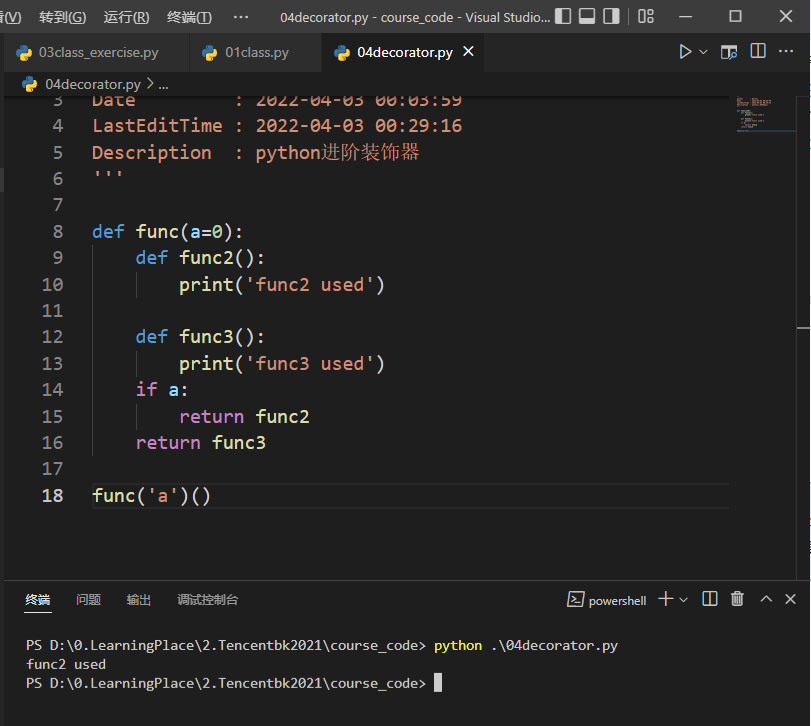 (V) 转到(G) 运行(R) 终端(T) ··· 04decorator.py - course_code - Visual Studio...
03class_exercise.py 01class.py 04decorator.py
04decorator.py > ...
3 Date : 2022-04-03 00:03:59
4 LastEditTime : 2022-04-03 00:29:16
5 Description : python进阶装饰器
6 '''
7
8 def func(a=0):
9 def func2():
10 print('func2 used')
11
12 def func3():
13 print('func3 used')
14 if a:
15 return func2
16 return func3
17
18 func('a')()
终端 问题 输出 调试控制台 powershell
PS D:\0.LearningPlace\2.Tencentbk2021\course_code> python .\04decorator.py
func2 used
PS D:\0.LearningPlace\2.Tencentbk2021\course_code>